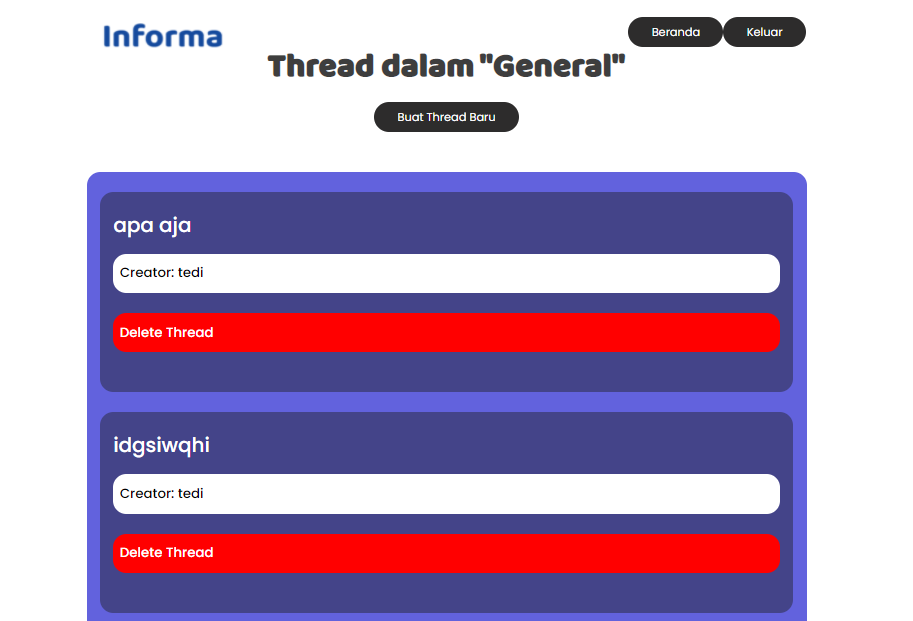 Informa
Beranda
Keluar
Thread dalam "General"
Buat Thread Baru
apa aja
Creator: tedi
Delete Thread
idgsiwqhi
Creator: tedi
Delete Thread